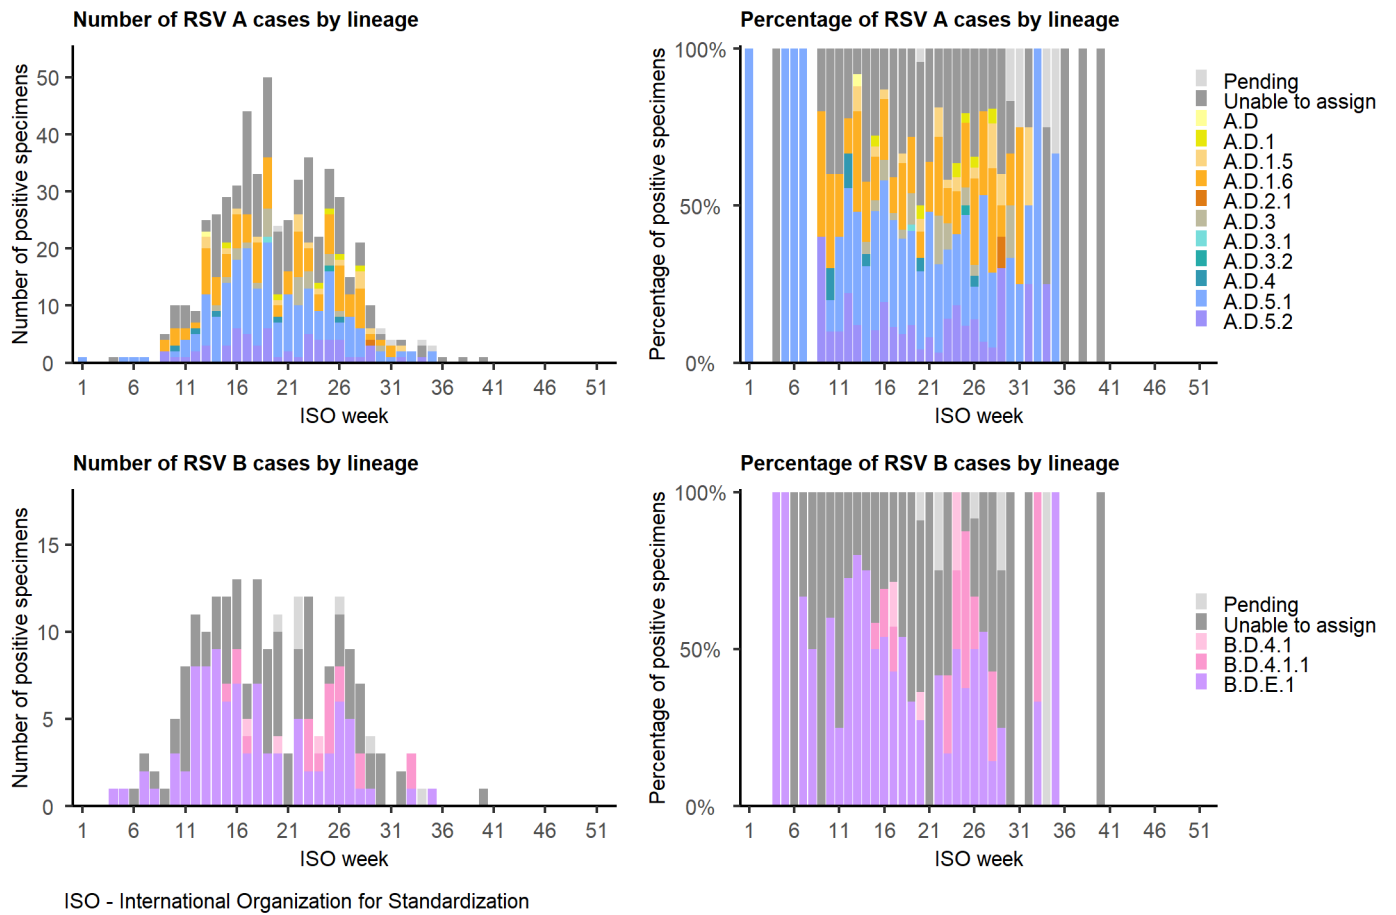 Number of RSV A cases by lineage
Number of positive specimens
50
40
30
20
10
0
1 6 11 16 21 26 31 36 41 46 51
ISO week
Percentage of RSV A cases by lineage
Percentage of positive specimens
100%
50%
0%
1 6 11 16 21 26 31 36 41 46 51
ISO week
Pending
Unable to assign
A.D
A.D.1
A.D.1.5
A.D.1.6
A.D.2.1
A.D.3
A.D.3.1
A.D.3.2
A.D.4
A.D.5.1
A.D.5.2
Number of RSV B cases by lineage
Number of positive specimens
15
10
5
0
1 6 11 16 21 26 31 36 41 46 51
ISO week
Percentage of RSV B cases by lineage
Percentage of positive specimens
100%
50%
0%
1 6 11 16 21 26 31 36 41 46 51
ISO week
Pending
Unable to assign
B.D.4.1
B.D.4.1.1
B.D.E.1
ISO - International Organization for Standardization